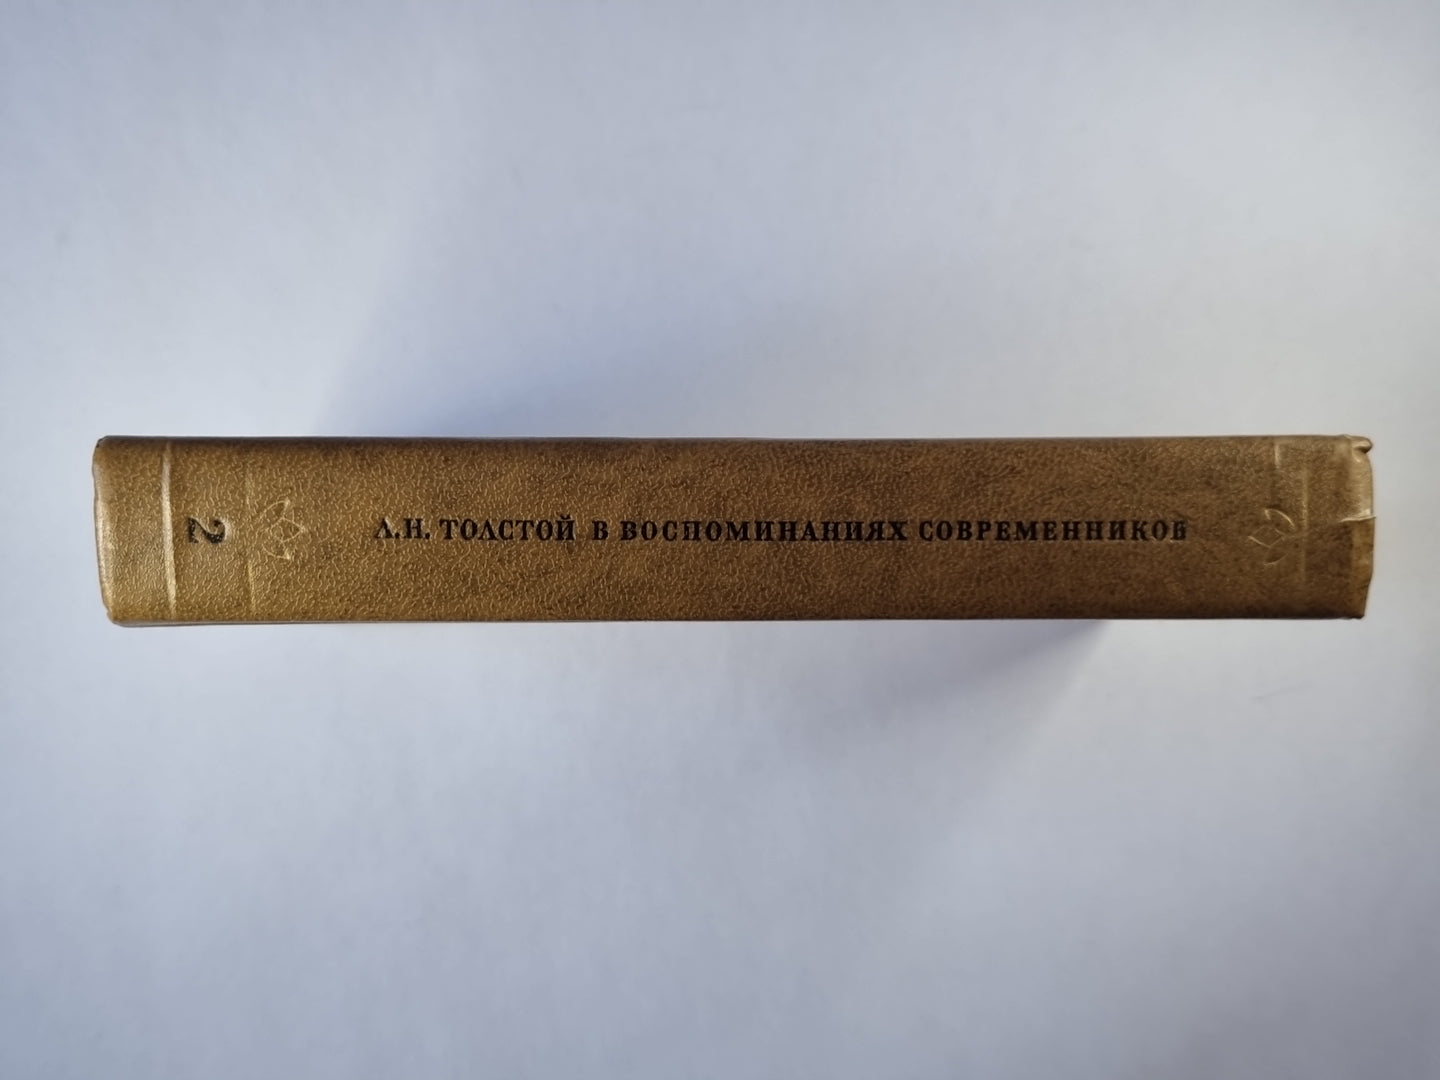 2
Л.Н. ТОЛСТОЙ В ВОСПОМИНАНИЯХ СОВРЕМЕННИКОВ